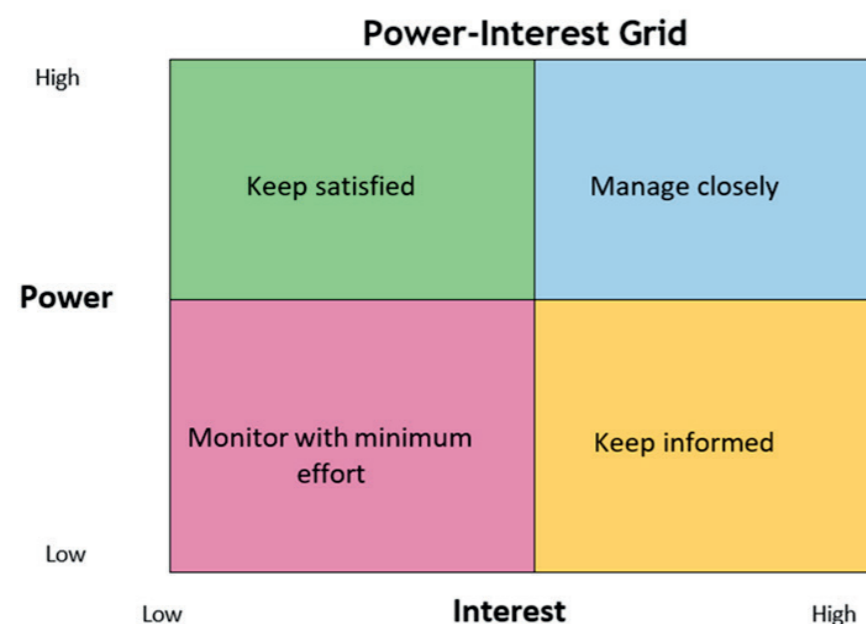 Power-Interest Grid
High
Keep satisfied
Manage closely
Power
Monitor with minimum
effort
Keep informed
Low
Low
Interest
High